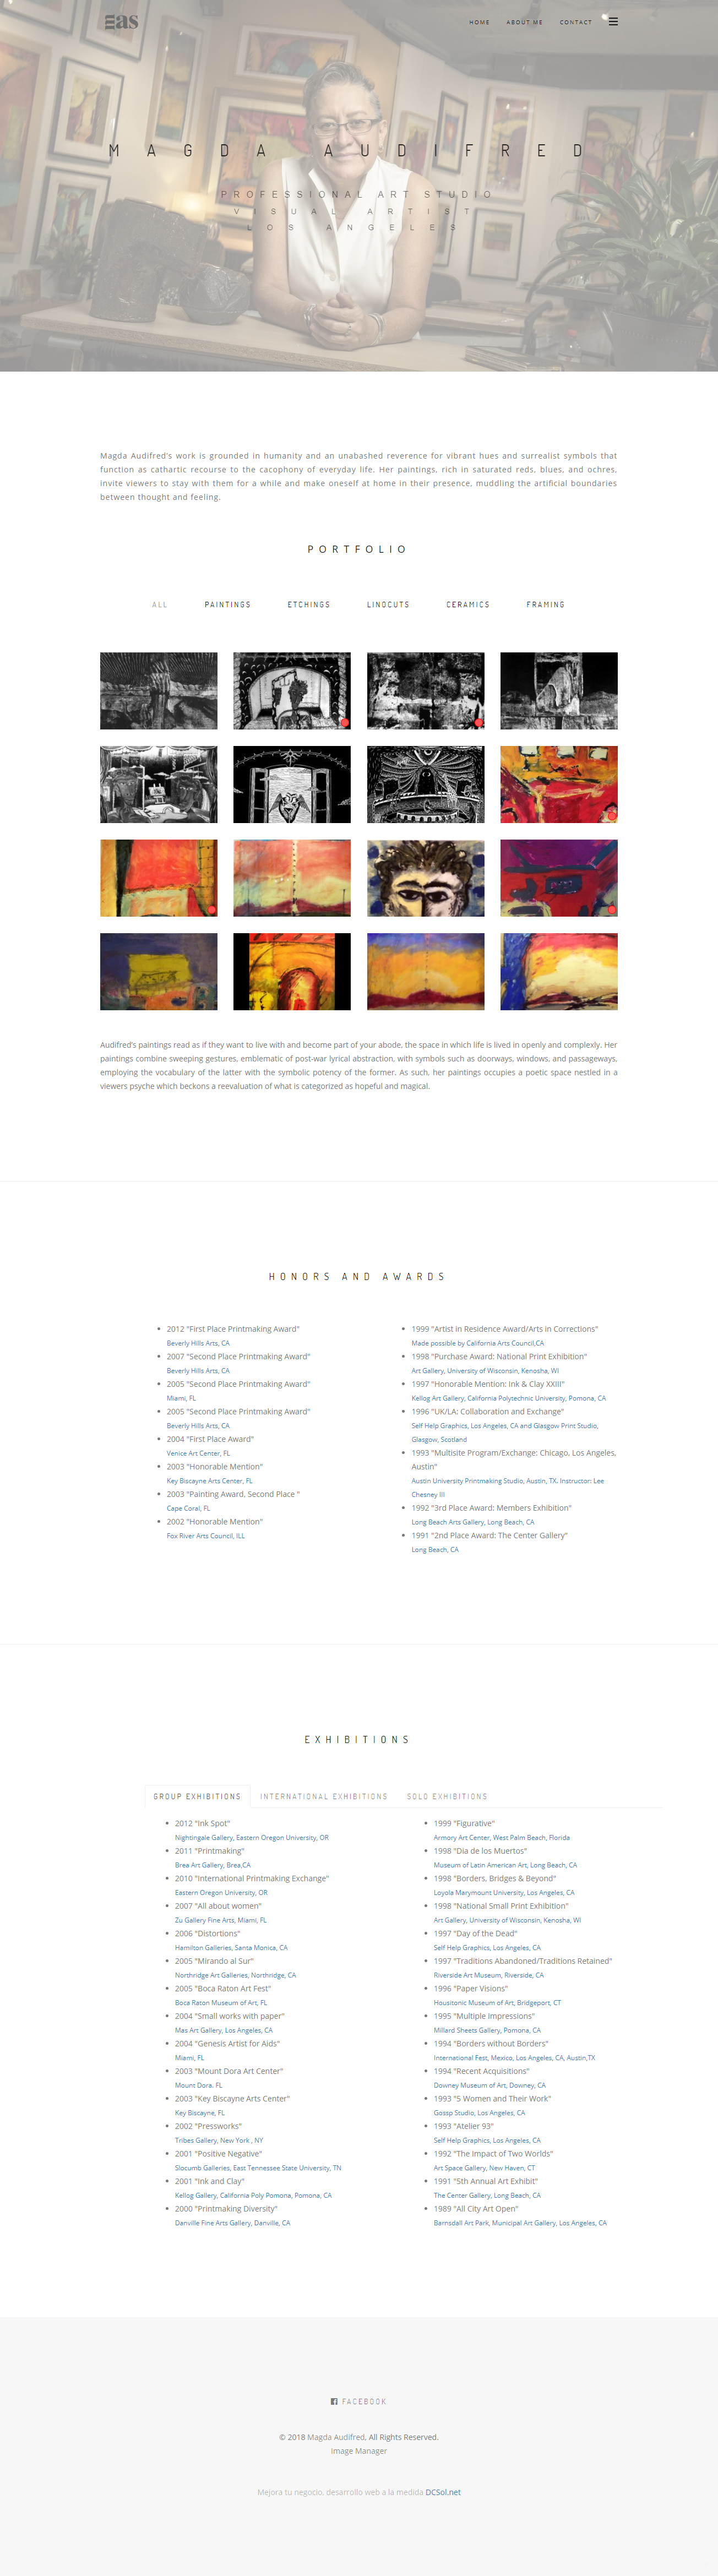 Eas
HOME ABOUT ME CONTACT
MAGDA AUDIFRED
PROFESSIONAL ART STUDIO
VISUAL ARTIST
LOS ANGELES
Magda Audifred's work is grounded in humanity and an unabashed reverence for vibrant hues and surrealist symbols that
function as cathartic recourse to the cacophony of everyday life. Her paintings, rich in saturated reds, blues, and ochres,
invite viewers to stay with them for a while and make oneself at home in their presence, muddling the artificial boundaries
between thought and feeling.
PORTFOLIO
ALL PAINTINGS ETCHINGS LINOCUTS CERAMICS FRAMING
Audifred's paintings read as if they want to live with and become part of your abode, the space in which life is lived in openly and complexly. Her
paintings combine sweeping gestures, emblematic of post-war lyrical abstraction, with symbols such as doorways, windows, and passageways,
employing the vocabulary of the latter with the symbolic potency of the former. As such, her paintings occupies a poetic space nestled in a
viewers psyche which beckons a reevaluation of what is categorized as hopeful and magical.
HONORS AND AWARDS
2012 "First Place Printmaking Award"
Beverly Hills Arts, CA
2007 "Second Place Printmaking Award"
Beverly Hills Arts, CA
2005 "Second Place Printmaking Award"
Miami, FL
2005 "Second Place Printmaking Award"
Beverly Hills Arts, CA
2004 "First Place Award"
Venice Art Center, FL
2003 "Honorable Mention"
Key Biscayne Arts Center, FL
2003 "Painting Award, Second Place "
Cape Coral, FL
2002 "Honorable Mention"
Fox River Arts Council, ILL
1999 "Artist in Residence Award/Arts in Corrections"
Made possible by California Arts Council,CA
1998 "Purchase Award: National Print Exhibition"
Art Gallery, University of Wisconsin, Kenosha, WI
1997 "Honorable Mention: Ink & Clay XXIII"
Kellog Art Gallery, California Polytechnic University, Pomona, CA
1996 "UK/LA: Collaboration and Exchange"
Self Help Graphics, Los Angeles, CA and Glasgow Print Studio,
Glasgow, Scotland
1993 "Multisite Program/Exchange: Chicago, Los Angeles,
Austin"
Austin University Printmaking Studio, Austin, TX. Instructor: Lee
Chesney III
1992 "3rd Place Award: Members Exhibition"
Long Beach Arts Gallery, Long Beach, CA
1991 "2nd Place Award: The Center Gallery"
Long Beach, CA
EXHIBITIONS
GROUP EXHIBITIONS INTERNATIONAL EXHIBITIONS SOLO EXHIBITIONS
2012 "Ink Spot"
Nightingale Gallery, Eastern Oregon University, OR
2011 "Printmaking"
Brea Art Gallery, Brea,CA
2010 "International Printmaking Exchange"
Eastern Oregon University, OR
2007 "All about women"
Zu Gallery Fine Arts, Miami, FL
2006 "Distortions"
Hamilton Galleries, Santa Monica, CA
2005 "Mirando al Sur"
Northridge Art Galleries, Northridge, CA
2005 "Boca Raton Art Fest"
Boca Raton Museum of Art, FL
2004 "Small works with paper"
Mas Art Gallery, Los Angeles, CA
2004 "Genesis Artist for Aids"
Miami, FL
2003 "Mount Dora Art Center"
Mount Dora. FL
2003 "Key Biscayne Arts Center"
Key Biscayne, FL
2002 "Pressworks"
Tribes Gallery, New York , NY
2001 "Positive Negative"
Slocumb Galleries, East Tennessee State University, TN
2001 "Ink and Clay"
Kellog Gallery, California Poly Pomona, Pomona, CA
2000 "Printmaking Diversity"
Danville Fine Arts Gallery, Danville, CA
1999 "Figurative"
Armory Art Center, West Palm Beach, Florida
1998 "Dia de los Muertos"
Museum of Latin American Art, Long Beach, CA
1998 "Borders, Bridges & Beyond"
Loyola Marymount University, Los Angeles, CA
1998 "National Small Print Exhibition"
Art Gallery, University of Wisconsin, Kenosha, WI
1997 "Day of the Dead"
Self Help Graphics, Los Angeles, CA
1997 "Traditions Abandoned/Traditions Retained"
Riverside Art Museum, Riverside, CA
1996 "Paper Visions"
Housitonic Museum of Art, Bridgeport, CT
1995 "Multiple Impressions"
Millard Sheets Gallery, Pomona, CA
1994 "Borders without Borders"
International Fest, Mexico, Los Angeles, CA, Austin,TX
1994 "Recent Acquisitions"
Downey Museum of Art, Downey, CA
1993 "5 Women and Their Work"
Gossp Studio, Los Angeles, CA
1993 "Atelier 93"
Self Help Graphics, Los Angeles, CA
1992 "The Impact of Two Worlds"
Art Space Gallery, New Haven, CT
1991 "5th Annual Art Exhibit"
The Center Gallery, Long Beach, CA
1989 "All City Art Open"
Barnsdall Art Park, Municipal Art Gallery, Los Angeles, CA
FACEBOOK
© 2018 Magda Audifred, All Rights Reserved.
Image Manager
Mejora tu negocio, desarrollo web a la medida DCSol.net